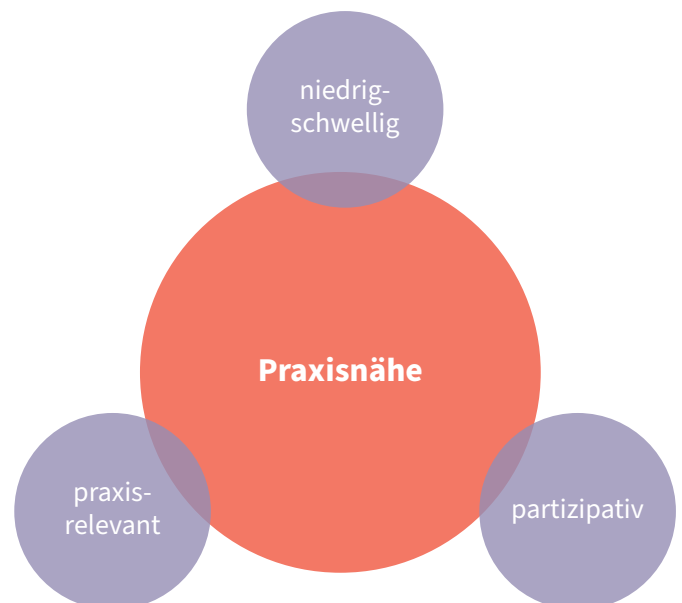 niedrig-
schwellig
Praxisnähe
praxis-
relevant
partizipativ